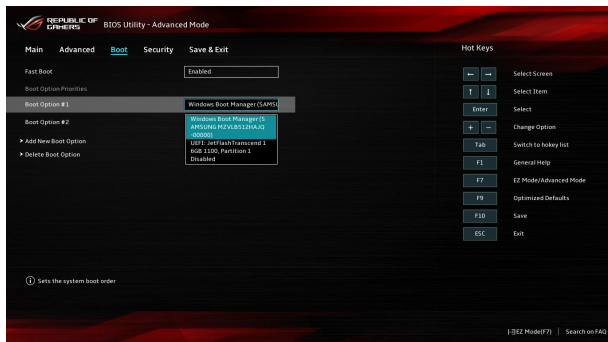 REPUBLIC OF
GAMERS
BIOS Utility - Advanced Mode
Main Advanced Boot Security Save & Exit
Fast Boot Enabled
Boot Option Priorities
Boot Option #1 Windows Boot Manager (SAMSU
Boot Option #2
Windows Boot Manager (S
AMSUNG MZVLB512HAJQ
-00000)
UEFI: JetFlashTranscend 1
6GB 1100, Partition 1
Disabled
Add New Boot Option
Delete Boot Option
Sets the system boot order
Hot Keys
← → Select Screen
↑ ↓ Select Item
Enter Select
+ − Change Option
Tab Switch to hokey list
F1 General Help
F7 EZ Mode/Advanced Mode
F9 Optimized Defaults
F10 Save
ESC Exit
EZ Mode(F7) | Search on FAQ